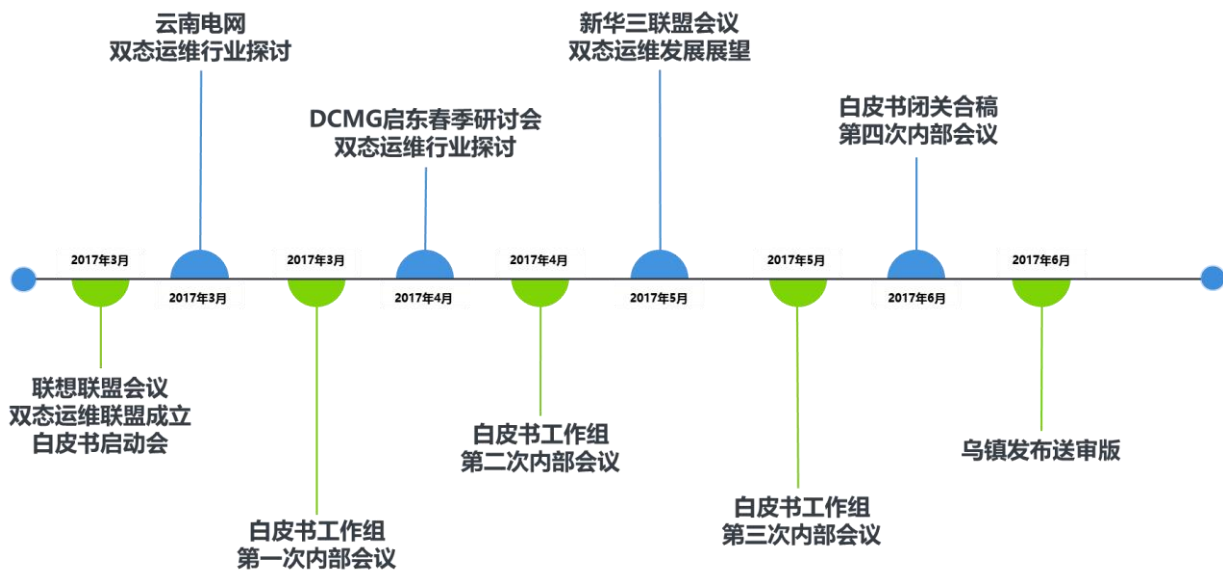 云南电网
双态运维行业探讨
新华三联盟会议
双态运维发展展望
DCMG启东春季研讨会
双态运维行业探讨
白皮书闭关合稿
第四次内部会议
2017年3月
2017年3月
2017年4月
2017年5月
2017年6月
2017年3月
2017年4月
2017年5月
2017年6月
联想联盟会议
双态运维联盟成立
白皮书启动会
白皮书工作组
第二次内部会议
乌镇发布送审版
白皮书工作组
第三次内部会议
白皮书工作组
第一次内部会议